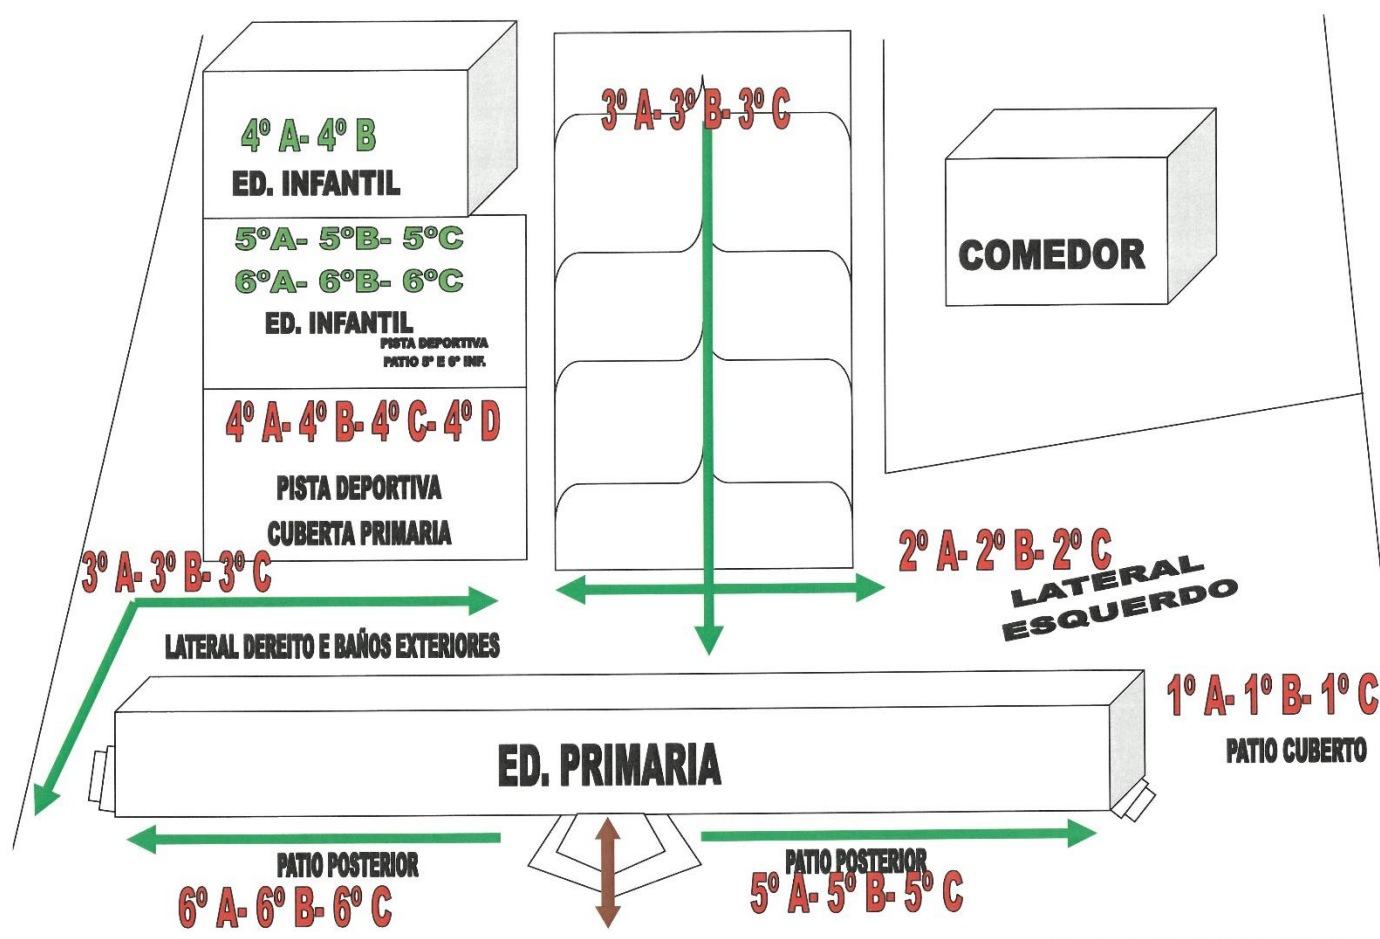 4º A- 4º B
ED. INFANTIL
5ºA- 5ºB- 5ºC
6ºA- 6ºB- 6ºC
ED. INFANTIL
PISTA DEPORTIVA
PATIO 5º E 6º INF.
4º A- 4º B- 4º C- 4º D
PISTA DEPORTIVA
CUBERTA PRIMARIA
3º A- 3º B- 3º C
COMEDOR
3º A- 3º B- 3º C
LATERAL DEREITO E BAÑOS EXTERIORES
2º A- 2º B- 2º C
LATERAL
ESQUERDO
1º A- 1º B- 1º C
PATIO CUBERTO
ED. PRIMARIA
PATIO POSTERIOR
6º A- 6º B- 6º C
PATIO POSTERIOR
5º A- 5º B- 5º C